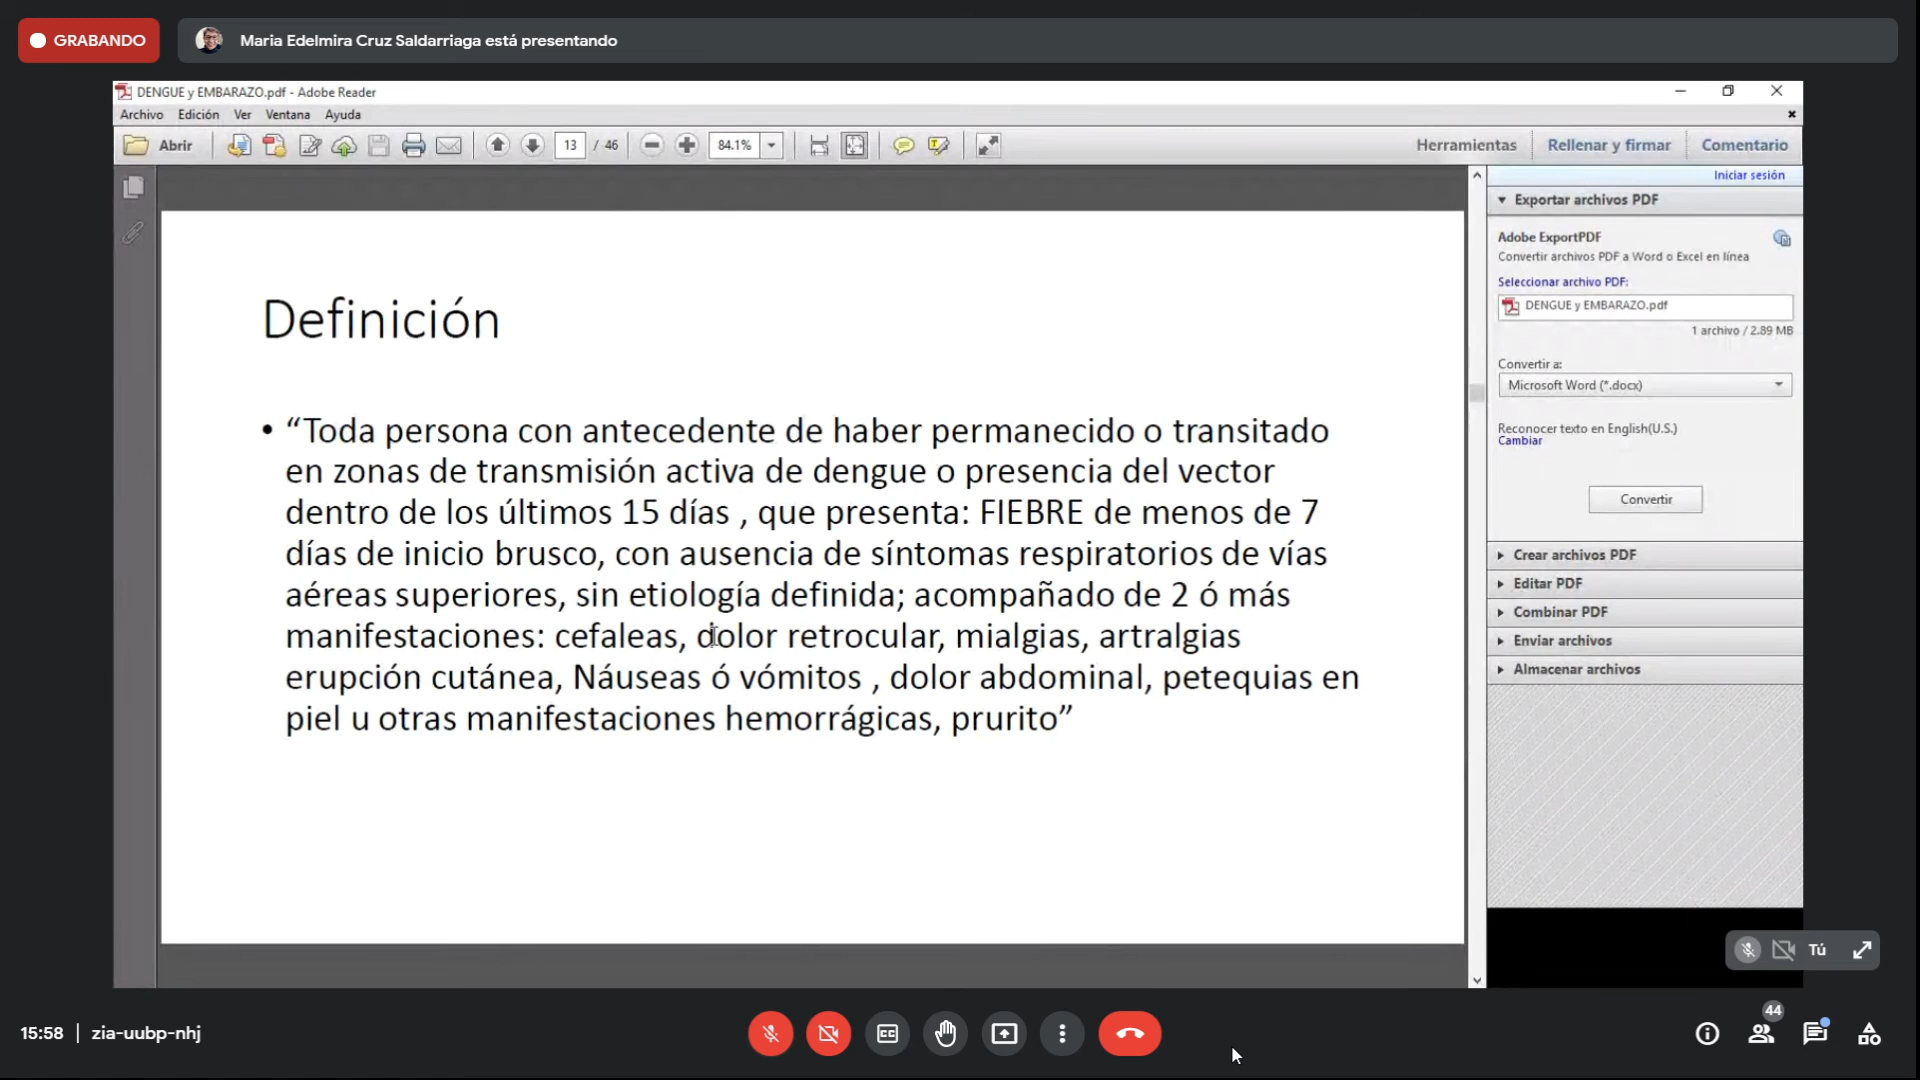 GRABANDO
Maria Edelmira Cruz Saldarriaga está presentando
DENGUE y EMBARAZO.pdf - Adobe Reader
Archivo Edición Ver Ventana Ayuda
Abrir 13 / 46 84.1% Herramientas Rellenar y firmar Comentario
Iniciar sesión
Exportar archivos PDF
Adobe ExportPDF
Convertir archivos PDF a Word o Excel en línea
Seleccionar archivo PDF:
DENGUE y EMBARAZO.pdf
1 archivo / 2.89 MB
Convertir a:
Microsoft Word (*.docx)
Reconocer texto en English(U.S.)
Cambiar
Convertir
Crear archivos PDF
Editar PDF
Combinar PDF
Enviar archivos
Almacenar archivos
Definición
• “Toda persona con antecedente de haber permanecido o transitado
en zonas de transmisión activa de dengue o presencia del vector
dentro de los últimos 15 días , que presenta: FIEBRE de menos de 7
días de inicio brusco, con ausencia de síntomas respiratorios de vías
aéreas superiores, sin etiología definida; acompañado de 2 ó más
manifestaciones: cefaleas, dolor retrocular, mialgias, artralgias
erupción cutánea, Náuseas ó vómitos , dolor abdominal, petequias en
piel u otras manifestaciones hemorrágicas, prurito”
Tú
15:58 | zia-uubp-nhj
44